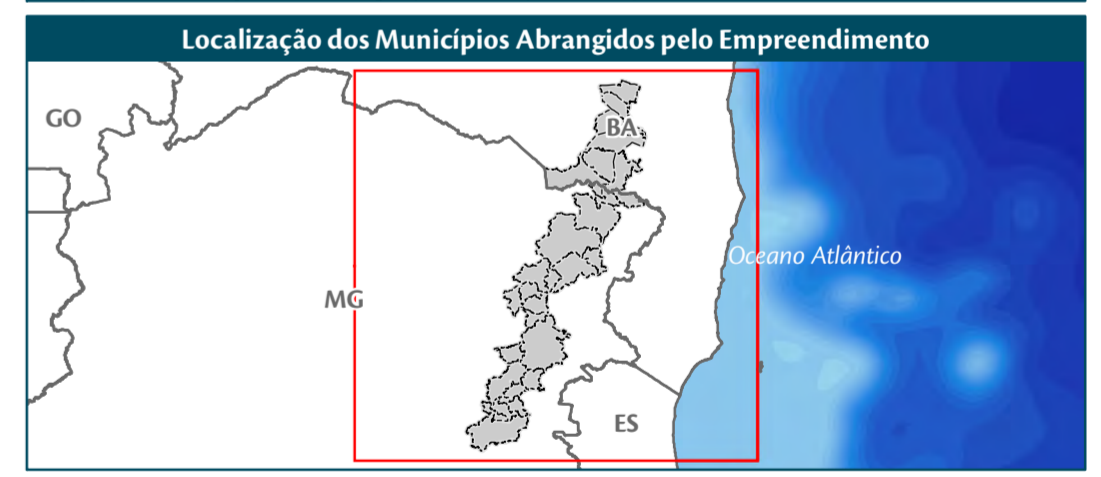 Localização dos Municípios Abrangidos pelo Empreendimento
GO
BA
Oceano Atlântico
MG
ES